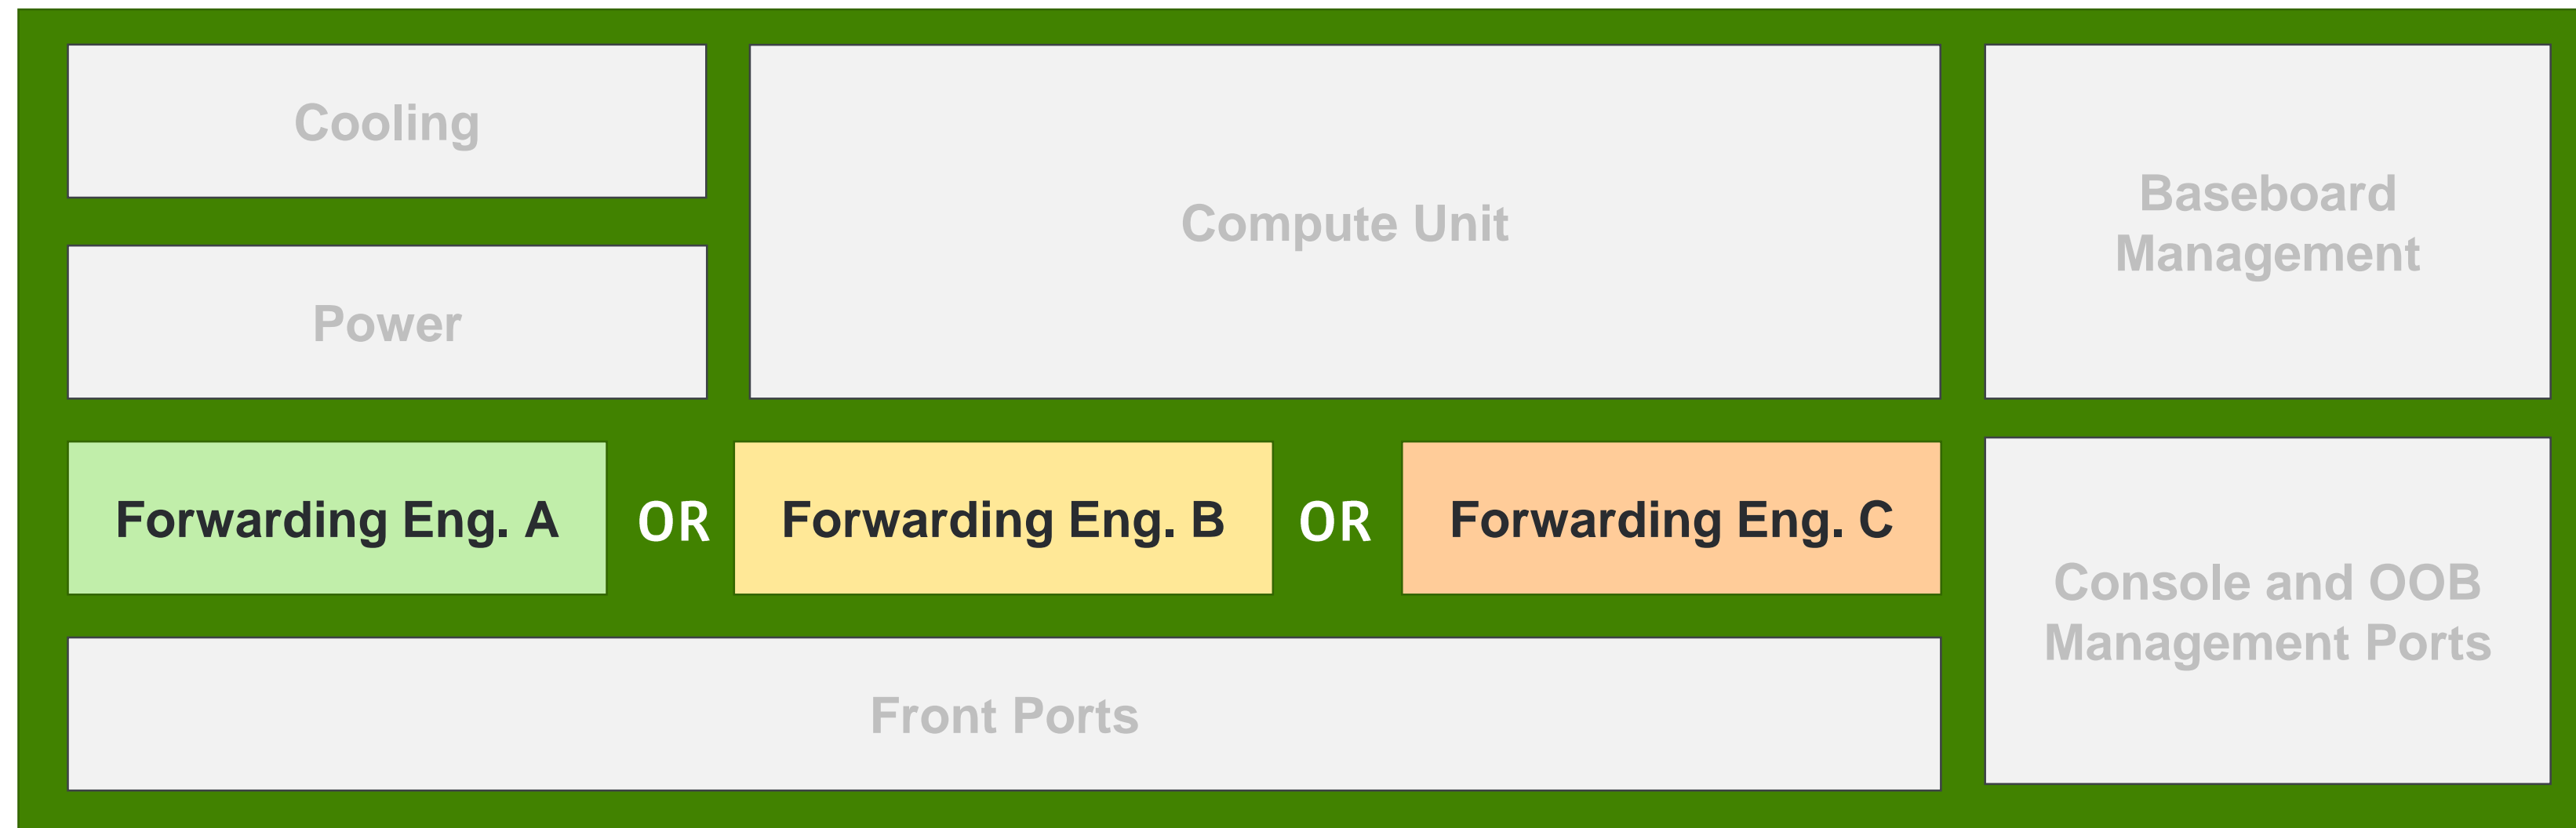 Cooling
Compute Unit
Baseboard
Management
Power
Forwarding Eng. A
OR
Forwarding Eng. B
OR
Forwarding Eng. C
Console and OOB
Management Ports
Front Ports